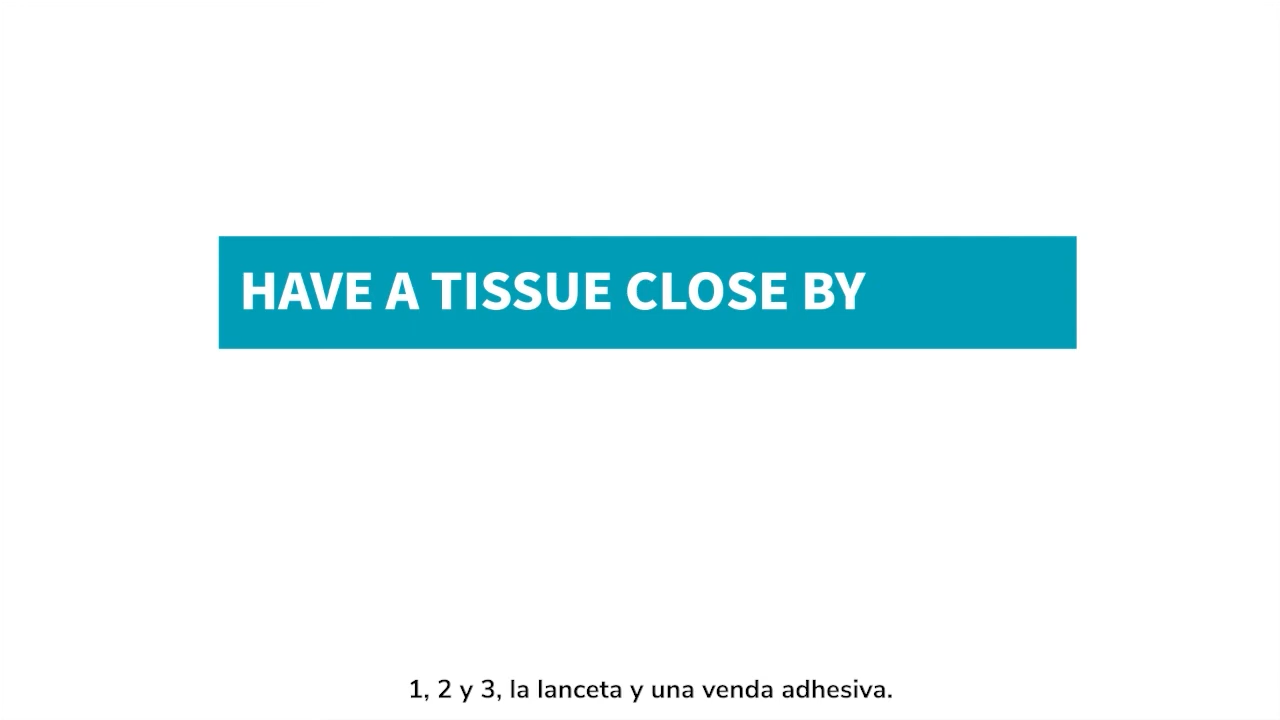 HAVE A TISSUE CLOSE BY
1, 2 y 3, la lanceta y una venda adhesiva.